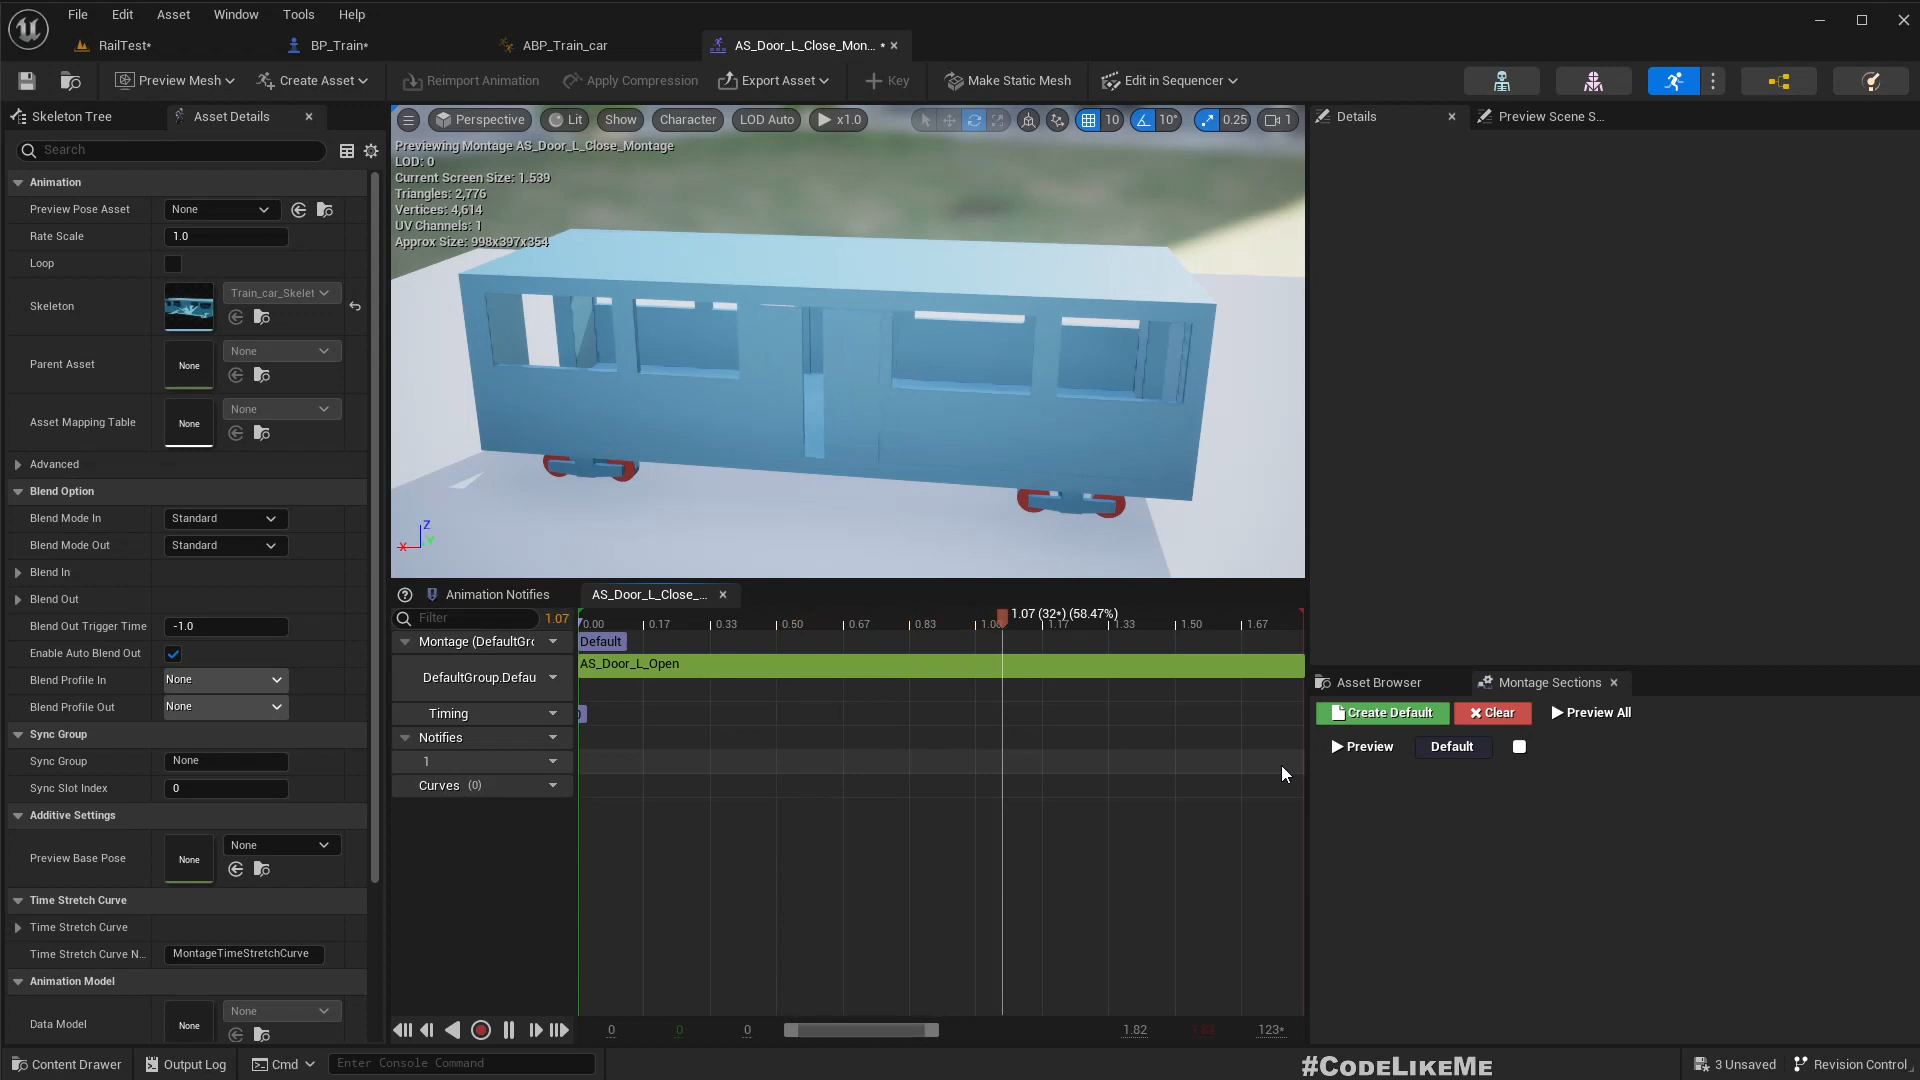 File Edit Asset Window Tools Help
RailTest* BP_Train* ABP_Train_car AS_Door_L_Close_Mon... *
Preview Mesh Create Asset Reimport Animation Apply Compression Export Asset Key Make Static Mesh Edit in Sequencer
Skeleton Tree Asset Details
Search
Animation
Preview Pose Asset None
Rate Scale 1.0
Loop
Skeleton Train_car_Skelet
Parent Asset None None
Asset Mapping Table None None
Advanced
Blend Option
Blend Mode In Standard
Blend Mode Out Standard
Blend In
Blend Out
Blend Out Trigger Time -1.0
Enable Auto Blend Out
Blend Profile In None
Blend Profile Out None
Sync Group
Sync Group None
Sync Slot Index 0
Additive Settings
Preview Base Pose None None
Time Stretch Curve
Time Stretch Curve
Time Stretch Curve N... MontageTimeStretchCurve
Animation Model
Data Model None None
Perspective Lit Show Character LOD Auto x1.0 10 10° 0.25 1
Previewing Montage AS_Door_L_Close_Montage
LOD: 0
Current Screen Size: 1.539
Triangles: 2,776
Vertices: 4,614
UV Channels: 1
Approx Size: 998x397x354
Z
X Y
Animation Notifies AS_Door_L_Close_...
Filter 1.07 1.07 (32*) (58.47%)
0.00 0.17 0.33 0.50 0.67 0.83 1.00 1.17 1.33 1.50 1.67
Montage (DefaultGr Default
AS_Door_L_Open
DefaultGroup.Defau
Timing
Notifies
1
Curves (0)
0 0 0 1.82 123*
Details Preview Scene S...
Asset Browser Montage Sections
Create Default Clear Preview All
Preview Default
Content Drawer Output Log Cmd Enter Console Command #CodeLikeMe 3 Unsaved Revision Control